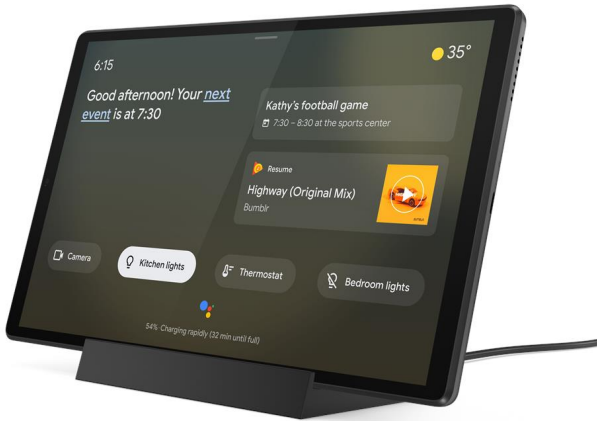 6:15
35°
Good afternoon! Your next
event is at 7:30
Kathy's football game
7:30 – 8:30 at the sports center
Resume
Highway (Original Mix)
Bumblr
Camera
Kitchen lights
Thermostat
Bedroom lights
54% Charging rapidly (32 min until full)